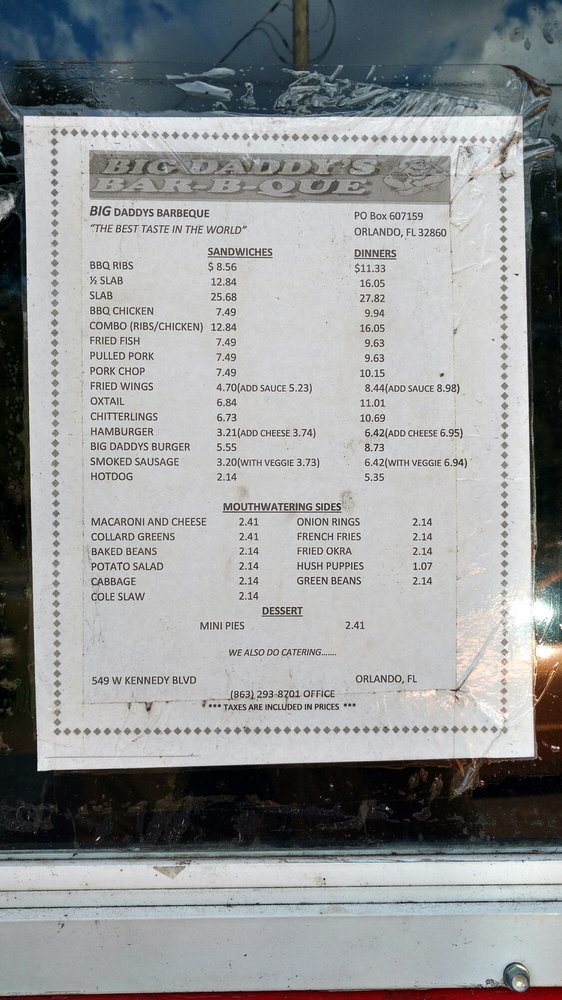 BIG DADDY'S
BAR-B-QUE
BIG DADDYS BARBEQUE PO Box 607159
"THE BEST TASTE IN THE WORLD" ORLANDO, FL 32860
SANDWICHES DINNERS
BBQ RIBS $ 8.56 $11.33
½ SLAB 12.84 16.05
SLAB 25.68 27.82
BBQ CHICKEN 7.49 9.94
COMBO (RIBS/CHICKEN) 12.84 16.05
FRIED FISH 7.49 9.63
PULLED PORK 7.49 9.63
PORK CHOP 7.49 10.15
FRIED WINGS 4.70(ADD SAUCE 5.23) 8.44(ADD SAUCE 8.98)
OXTAIL 6.84 11.01
CHITTERLINGS 6.73 10.69
HAMBURGER 3.21(ADD CHEESE 3.74) 6.42(ADD CHEESE 6.95)
BIG DADDYS BURGER 5.55 8.73
SMOKED SAUSAGE 3.20(WITH VEGGIE 3.73) 6.42(WITH VEGGIE 6.94)
HOTDOG 2.14 5.35
MOUTHWATERING SIDES
MACARONI AND CHEESE 2.41 ONION RINGS 2.14
COLLARD GREENS 2.41 FRENCH FRIES 2.14
BAKED BEANS 2.14 FRIED OKRA 2.14
POTATO SALAD 2.14 HUSH PUPPIES 1.07
CABBAGE 2.14 GREEN BEANS 2.14
COLE SLAW 2.14
DESSERT
MINI PIES 2.41
WE ALSO DO CATERING.......
549 W KENNEDY BLVD ORLANDO, FL
(863) 293-8701 OFFICE
*** TAXES ARE INCLUDED IN PRICES ***